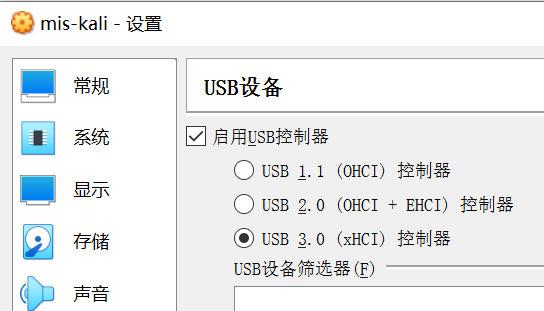 mis-kali - 设置
常规
系统
显示
存储
声音
USB设备
启用USB控制器
USB 1.1 (OHCI) 控制器
USB 2.0 (OHCI + EHCI) 控制器
USB 3.0 (xHCI) 控制器
USB设备筛选器(F)